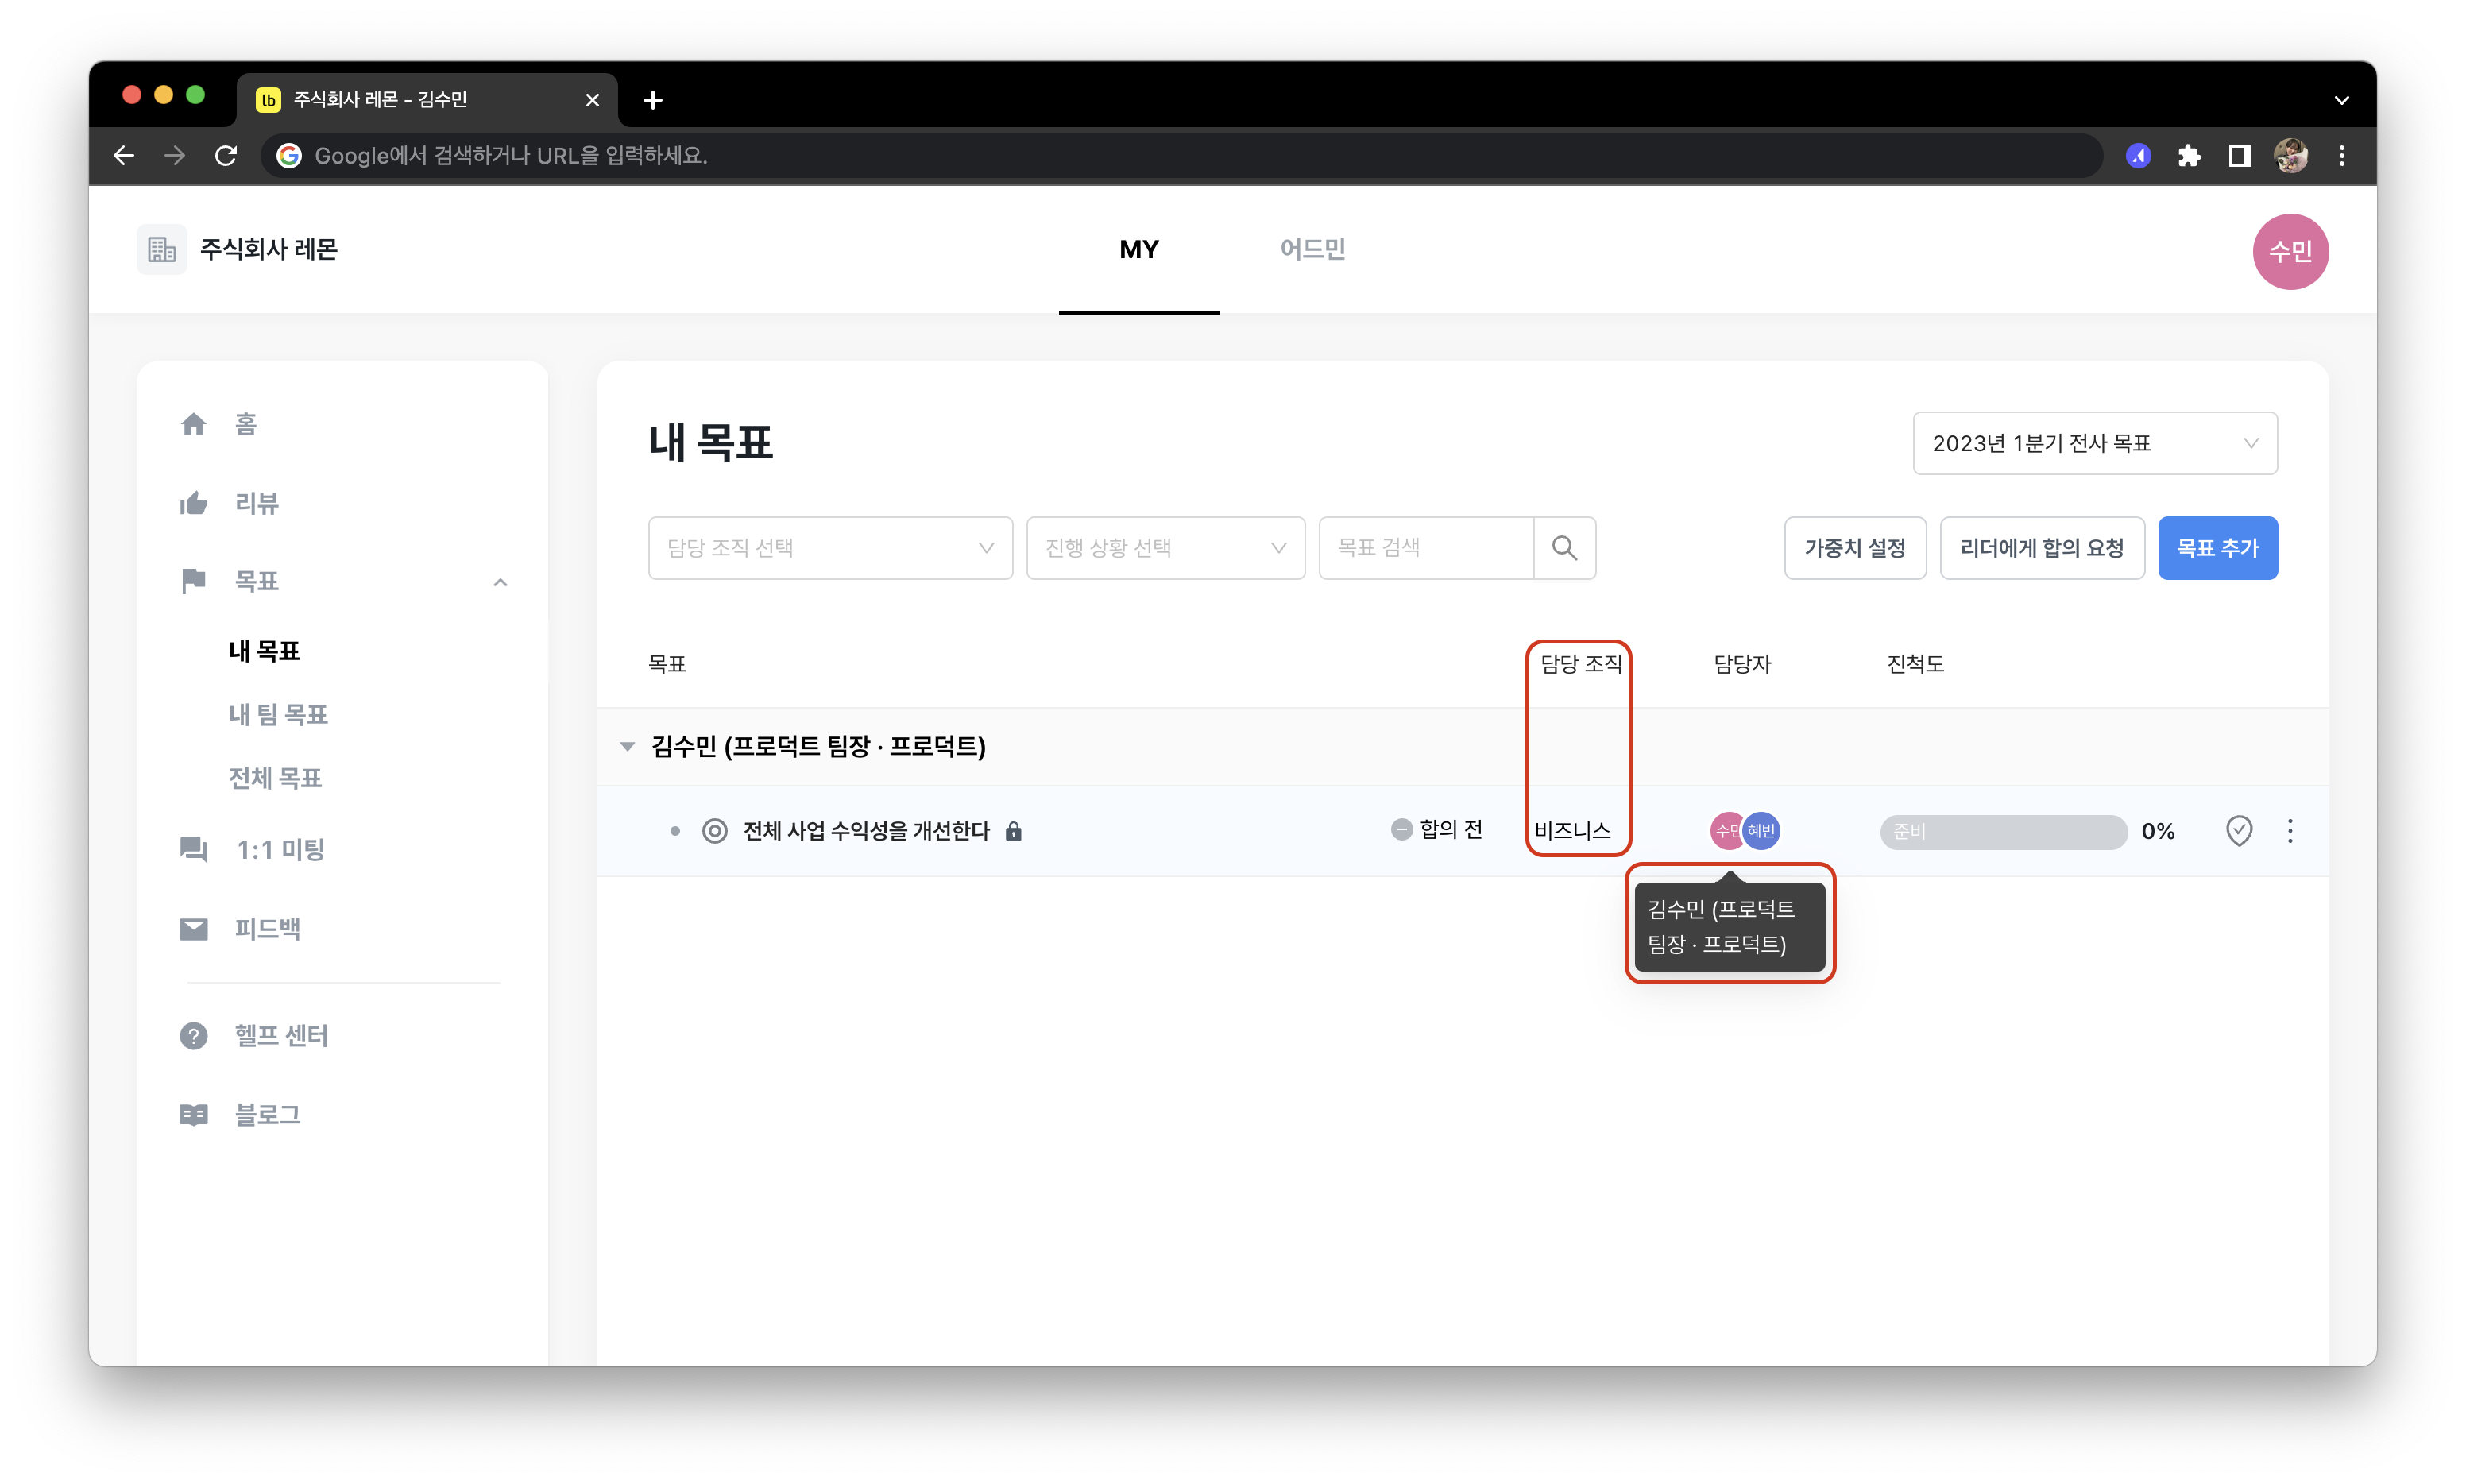 lb 주식회사 레몬 - 김수민
Google에서 검색하거나 URL을 입력하세요.
주식회사 레몬
MY
어드민
수민
홈
리뷰
목표
내 목표
내 팀 목표
전체 목표
1:1 미팅
피드백
헬프 센터
블로그
내 목표
2023년 1분기 전사 목표
담당 조직 선택
진행 상황 선택
목표 검색
가중치 설정
리더에게 합의 요청
목표 추가
목표 담당 조직 담당자 진척도
김수민 (프로덕트 팀장 · 프로덕트)
전체 사업 수익성을 개선한다 합의 전 비즈니스 수민 혜빈 준비 0%
김수민 (프로덕트
팀장 · 프로덕트)